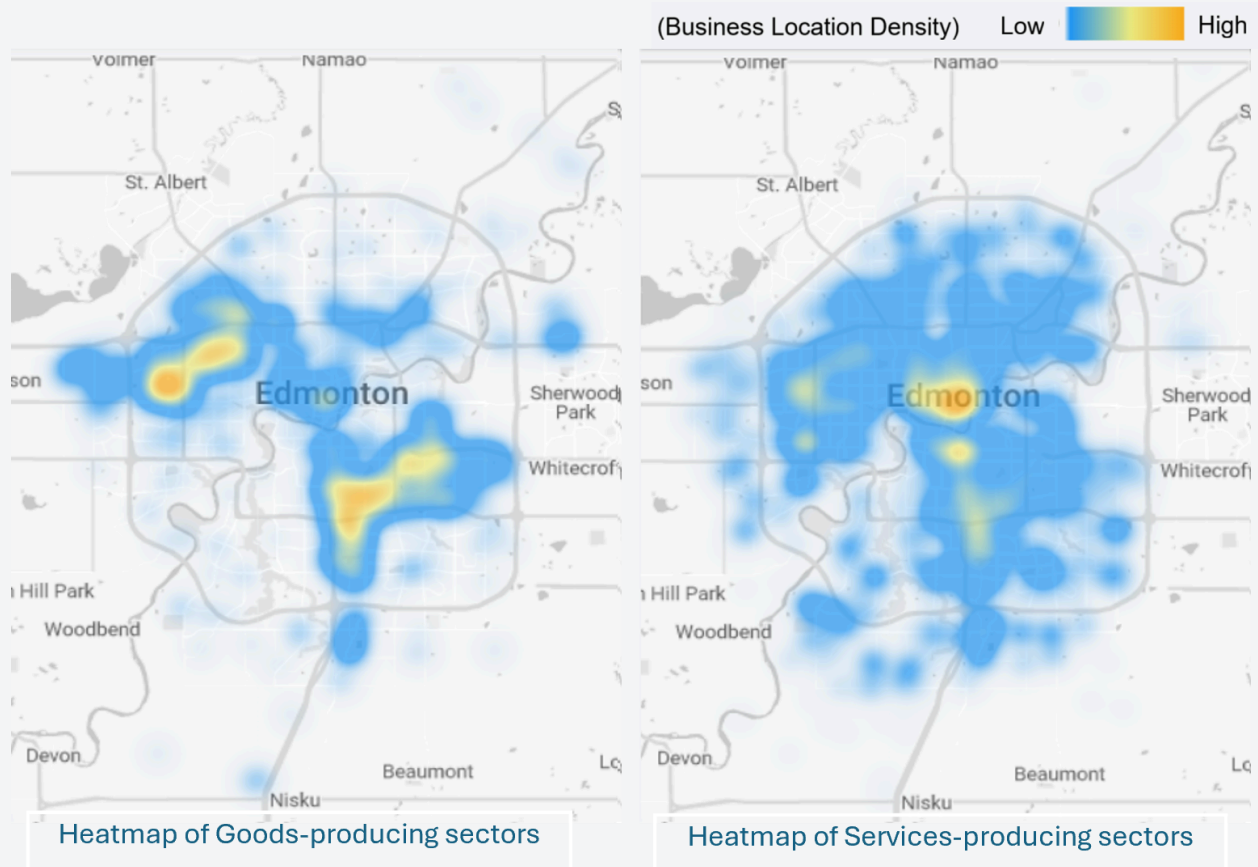 (Business Location Density) Low High
Volmer
Namao
St. Albert
son
Edmonton
Sherwood
Park
Whitecrof
Hill Park
Woodbend
Devon
Beaumont
Nisku
Heatmap of Goods-producing sectors
Volmer
Namao
St. Albert
son
Edmonton
Sherwood
Park
Whitecrof
Hill Park
Woodbend
Devon
Beaumont
Nisku
Heatmap of Services-producing sectors